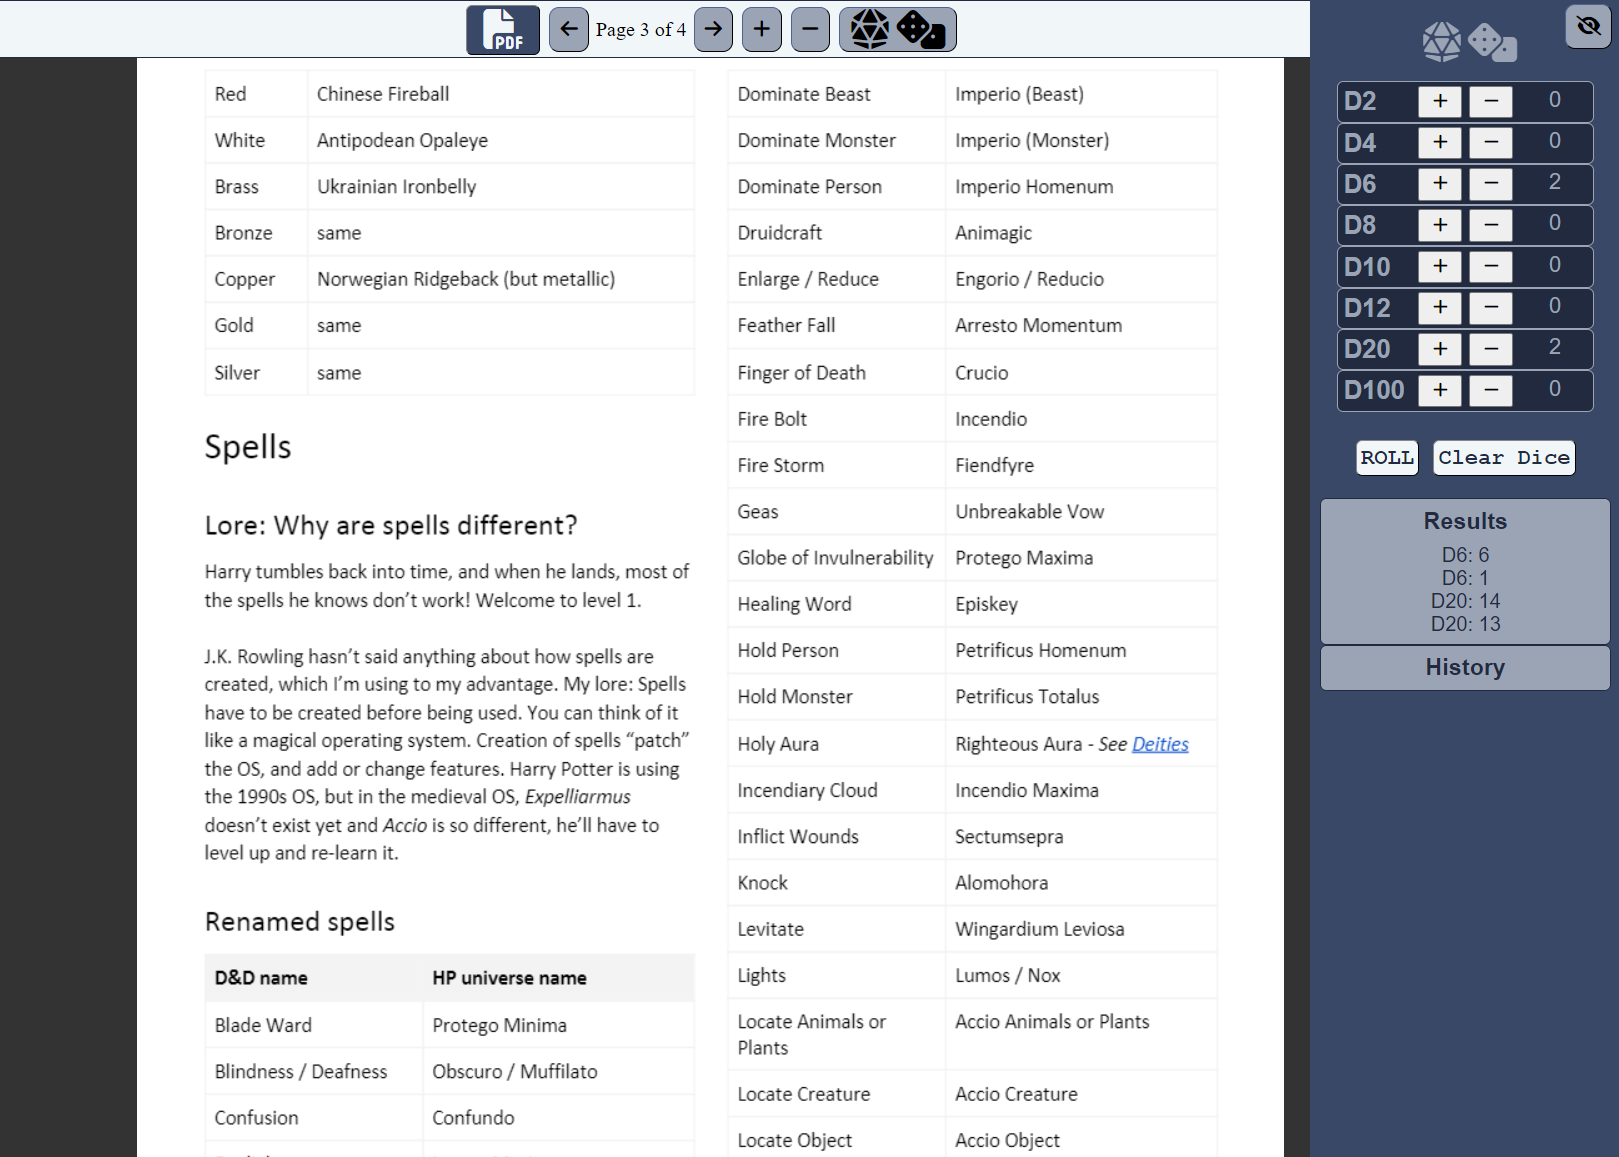 PDF
Page 3 of 4
Red Chinese Fireball
White Antipodean Opaleye
Brass Ukrainian Ironbelly
Bronze same
Copper Norwegian Ridgeback (but metallic)
Gold same
Silver same
Spells
Lore: Why are spells different?
Harry tumbles back into time, and when he lands, most of
the spells he knows don’t work! Welcome to level 1.
J.K. Rowling hasn’t said anything about how spells are
created, which I’m using to my advantage. My lore: Spells
have to be created before being used. You can think of it
like a magical operating system. Creation of spells “patch”
the OS, and add or change features. Harry Potter is using
the 1990s OS, but in the medieval OS, Expelliarmus
doesn’t exist yet and Accio is so different, he’ll have to
level up and re-learn it.
Renamed spells
D&D name HP universe name
Blade Ward Protego Minima
Blindness / Deafness Obscuro / Muffilato
Confusion Confundo
Dominate Beast Imperio (Beast)
Dominate Monster Imperio (Monster)
Dominate Person Imperio Homenum
Druidcraft Animagic
Enlarge / Reduce Engorio / Reducio
Feather Fall Arresto Momentum
Finger of Death Crucio
Fire Bolt Incendio
Fire Storm Fiendfyre
Geas Unbreakable Vow
Globe of Invulnerability Protego Maxima
Healing Word Episkey
Hold Person Petrificus Homenum
Hold Monster Petrificus Totalus
Holy Aura Righteous Aura - See Deities
Incendiary Cloud Incendio Maxima
Inflict Wounds Sectumsepra
Knock Alomohora
Levitate Wingardium Leviosa
Lights Lumos / Nox
Locate Animals or Accio Animals or Plants
Plants
Locate Creature Accio Creature
Locate Object Accio Object
D2 + − 0
D4 + − 0
D6 + − 2
D8 + − 0
D10 + − 0
D12 + − 0
D20 + − 2
D100 + − 0
ROLL Clear Dice
Results
D6: 6
D6: 1
D20: 14
D20: 13
History